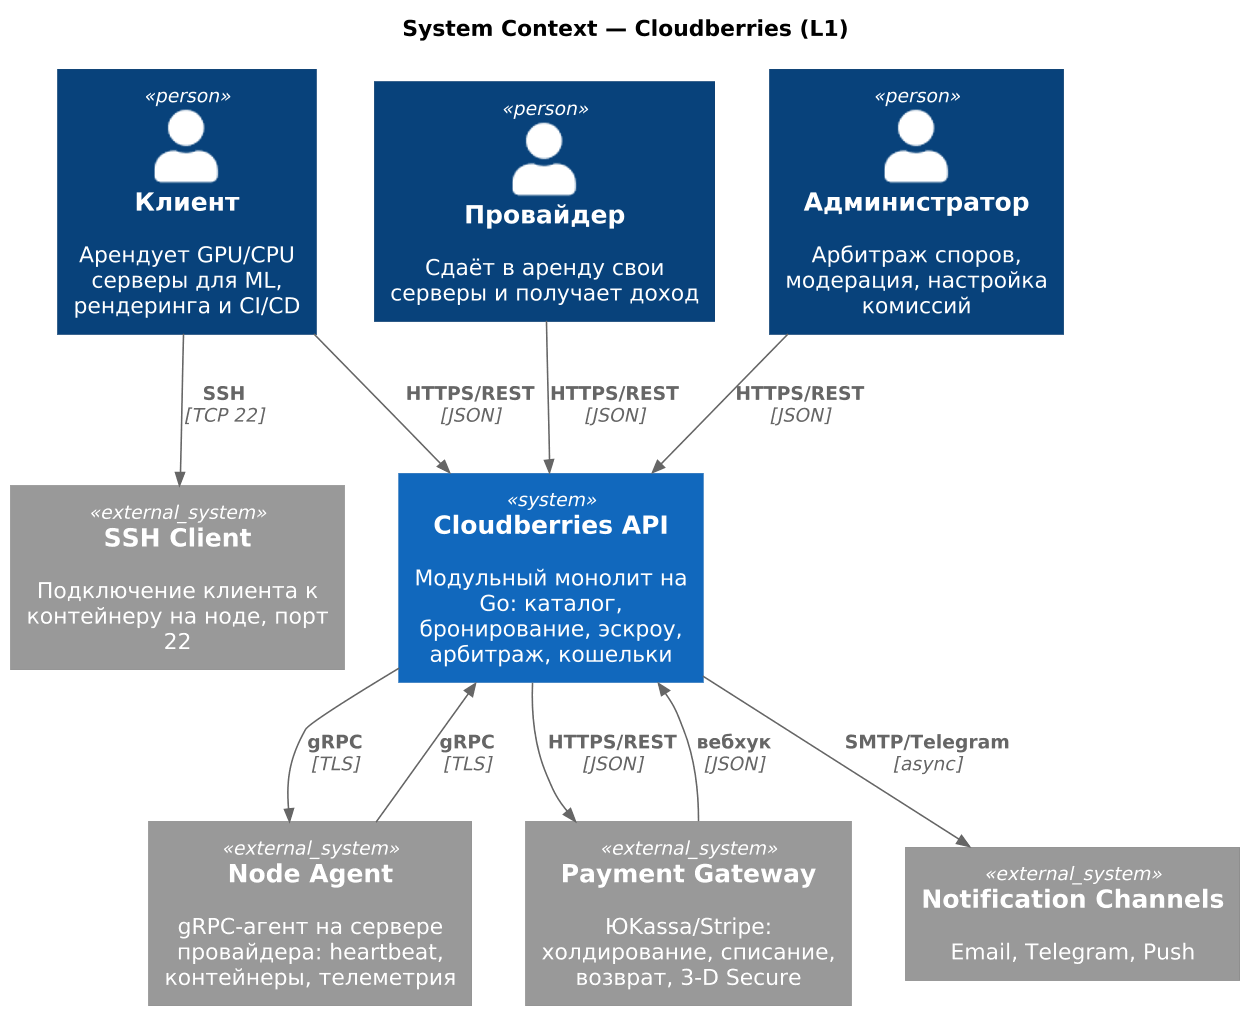 System Context — Cloudberries (L1)
«person»
Клиент
Арендует GPU/CPU
серверы для ML,
рендеринга и CI/CD
«person»
Провайдер
Сдаёт в аренду свои
серверы и получает доход
«person»
Администратор
Арбитраж споров,
модерация, настройка
комиссий
SSH
[TCP 22]
HTTPS/REST
[JSON]
HTTPS/REST
[JSON]
HTTPS/REST
[JSON]
«external_system»
SSH Client
Подключение клиента к
контейнеру на ноде, порт
22
«system»
Cloudberries API
Модульный монолит на
Go: каталог,
бронирование, эскроу,
арбитраж, кошельки
gRPC
[TLS]
gRPC
[TLS]
HTTPS/REST
[JSON]
вебхук
[JSON]
SMTP/Telegram
[async]
«external_system»
Node Agent
gRPC-агент на сервере
провайдера: heartbeat,
контейнеры, телеметрия
«external_system»
Payment Gateway
ЮKassa/Stripe:
холдирование, списание,
возврат, 3-D Secure
«external_system»
Notification Channels
Email, Telegram, Push